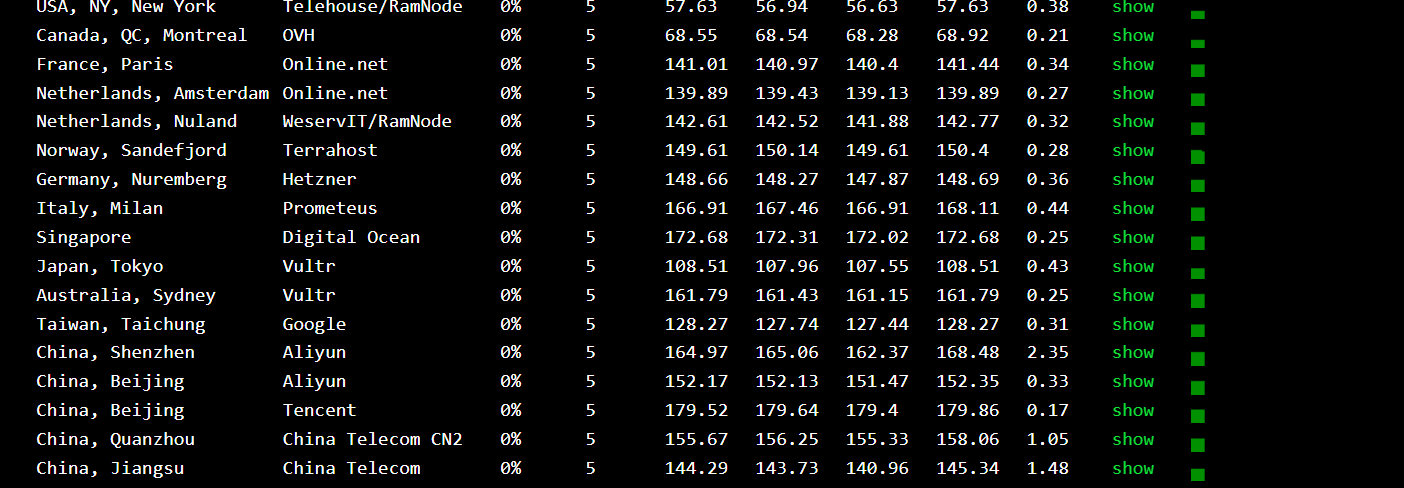 USA, NY, New York Telehouse/RamNode 0% 5 57.63 56.94 56.63 57.63 0.38 show
Canada, QC, Montreal OVH 0% 5 68.55 68.54 68.28 68.92 0.21 show
France, Paris Online.net 0% 5 141.01 140.97 140.4 141.44 0.34 show
Netherlands, Amsterdam Online.net 0% 5 139.89 139.43 139.13 139.89 0.27 show
Netherlands, Nuland WeservIT/RamNode 0% 5 142.61 142.52 141.88 142.77 0.32 show
Norway, Sandefjord Terrahost 0% 5 149.61 150.14 149.61 150.4 0.28 show
Germany, Nuremberg Hetzner 0% 5 148.66 148.27 147.87 148.69 0.36 show
Italy, Milan Prometeus 0% 5 166.91 167.46 166.91 168.11 0.44 show
Singapore Digital Ocean 0% 5 172.68 172.31 172.02 172.68 0.25 show
Japan, Tokyo Vultr 0% 5 108.51 107.96 107.55 108.51 0.43 show
Australia, Sydney Vultr 0% 5 161.79 161.43 161.15 161.79 0.25 show
Taiwan, Taichung Google 0% 5 128.27 127.74 127.44 128.27 0.31 show
China, Shenzhen Aliyun 0% 5 164.97 165.06 162.37 168.48 2.35 show
China, Beijing Aliyun 0% 5 152.17 152.13 151.47 152.35 0.33 show
China, Beijing Tencent 0% 5 179.52 179.64 179.4 179.86 0.17 show
China, Quanzhou China Telecom CN2 0% 5 155.67 156.25 155.33 158.06 1.05 show
China, Jiangsu China Telecom 0% 5 144.29 143.73 140.96 145.34 1.48 show